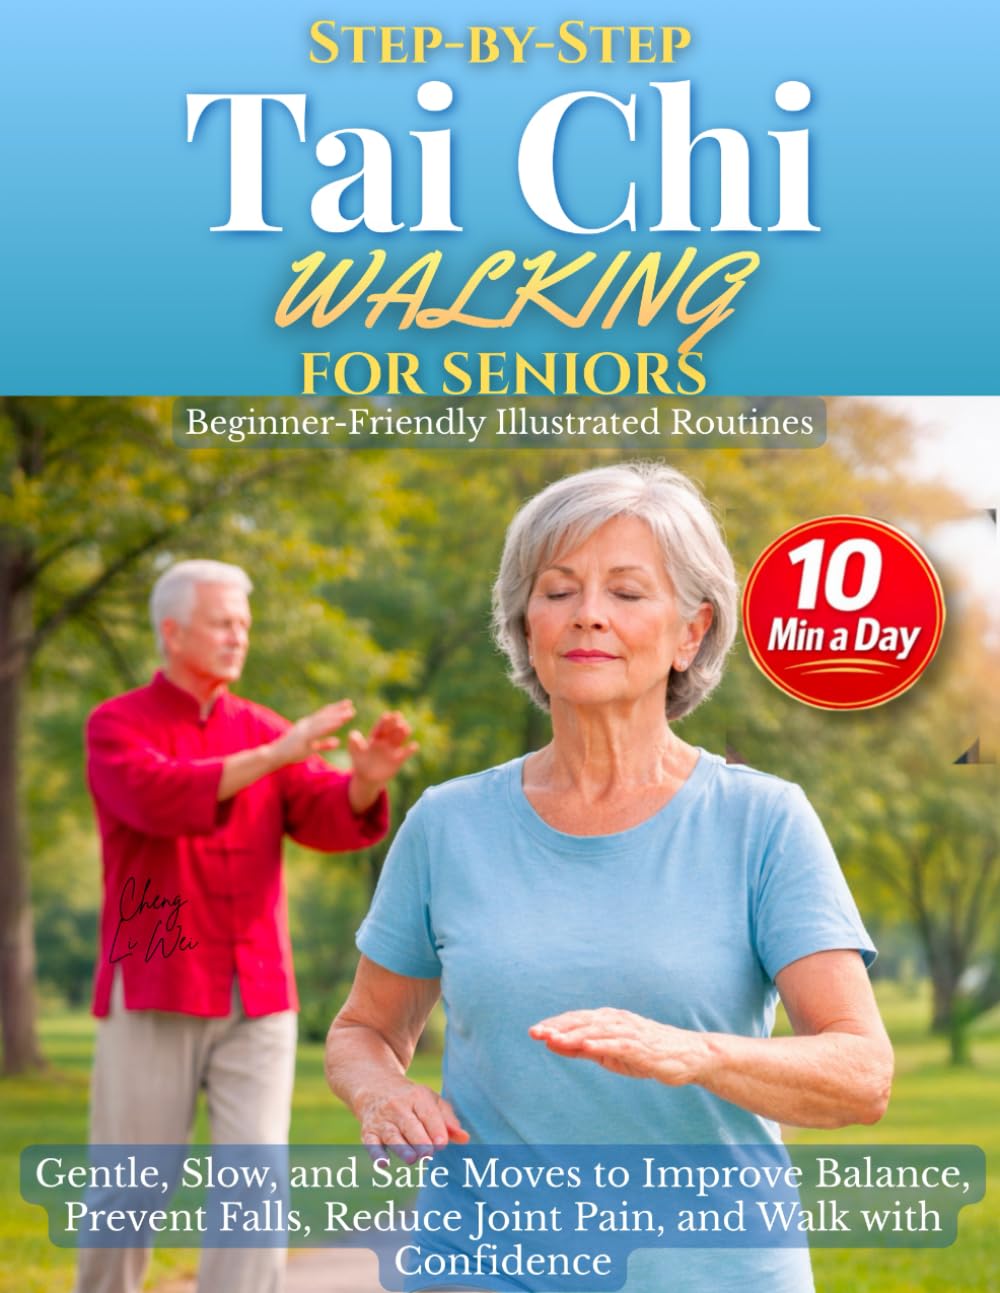 STEP-BY-STEP
Tai Chi
WALKING
FOR SENIORS
Beginner-Friendly Illustrated Routines
10
Min a Day
Cheng
Li Wei
Gentle, Slow, and Safe Moves to Improve Balance,
Prevent Falls, Reduce Joint Pain, and Walk with
Confidence